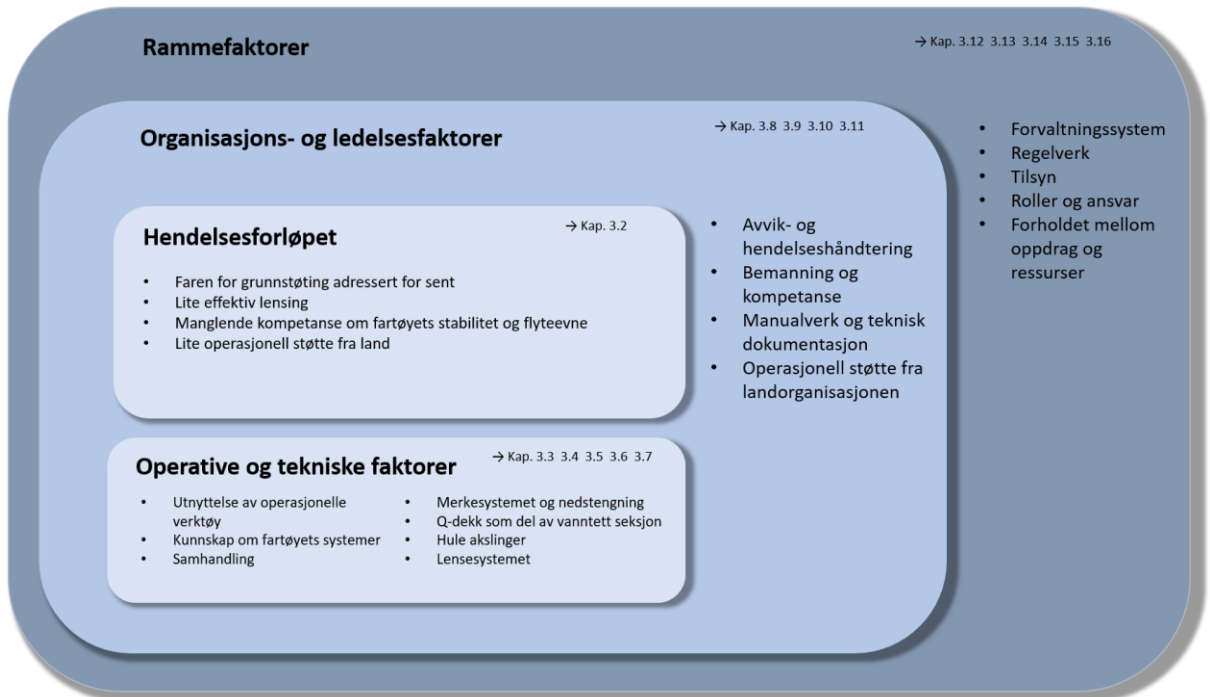 Rammefaktorer
→ Kap. 3.12 3.13 3.14 3.15 3.16
Organisasjons- og ledelsesfaktorer
→ Kap. 3.8 3.9 3.10 3.11
Hendelsesforløpet
→ Kap. 3.2
• Faren for grunnstøting adressert for sent
• Lite effektiv lensing
• Manglende kompetanse om fartøyets stabilitet og flyteevne
• Lite operasjonell støtte fra land
Operative og tekniske faktorer
→ Kap. 3.3 3.4 3.5 3.6 3.7
• Utnyttelse av operasjonelle
verktøy
• Kunnskap om fartøyets systemer
• Samhandling
• Merkesystemet og nedstengning
• Q-dekk som del av vanntett seksjon
• Hule akslinger
• Lensesystemet
• Avvik- og
hendelseshåndtering
• Bemanning og
kompetanse
• Manualverk og teknisk
dokumentasjon
• Operasjonell støtte fra
landorganisasjonen
• Forvaltningssystem
• Regelverk
• Tilsyn
• Roller og ansvar
• Forholdet mellom
oppdrag og
ressurser